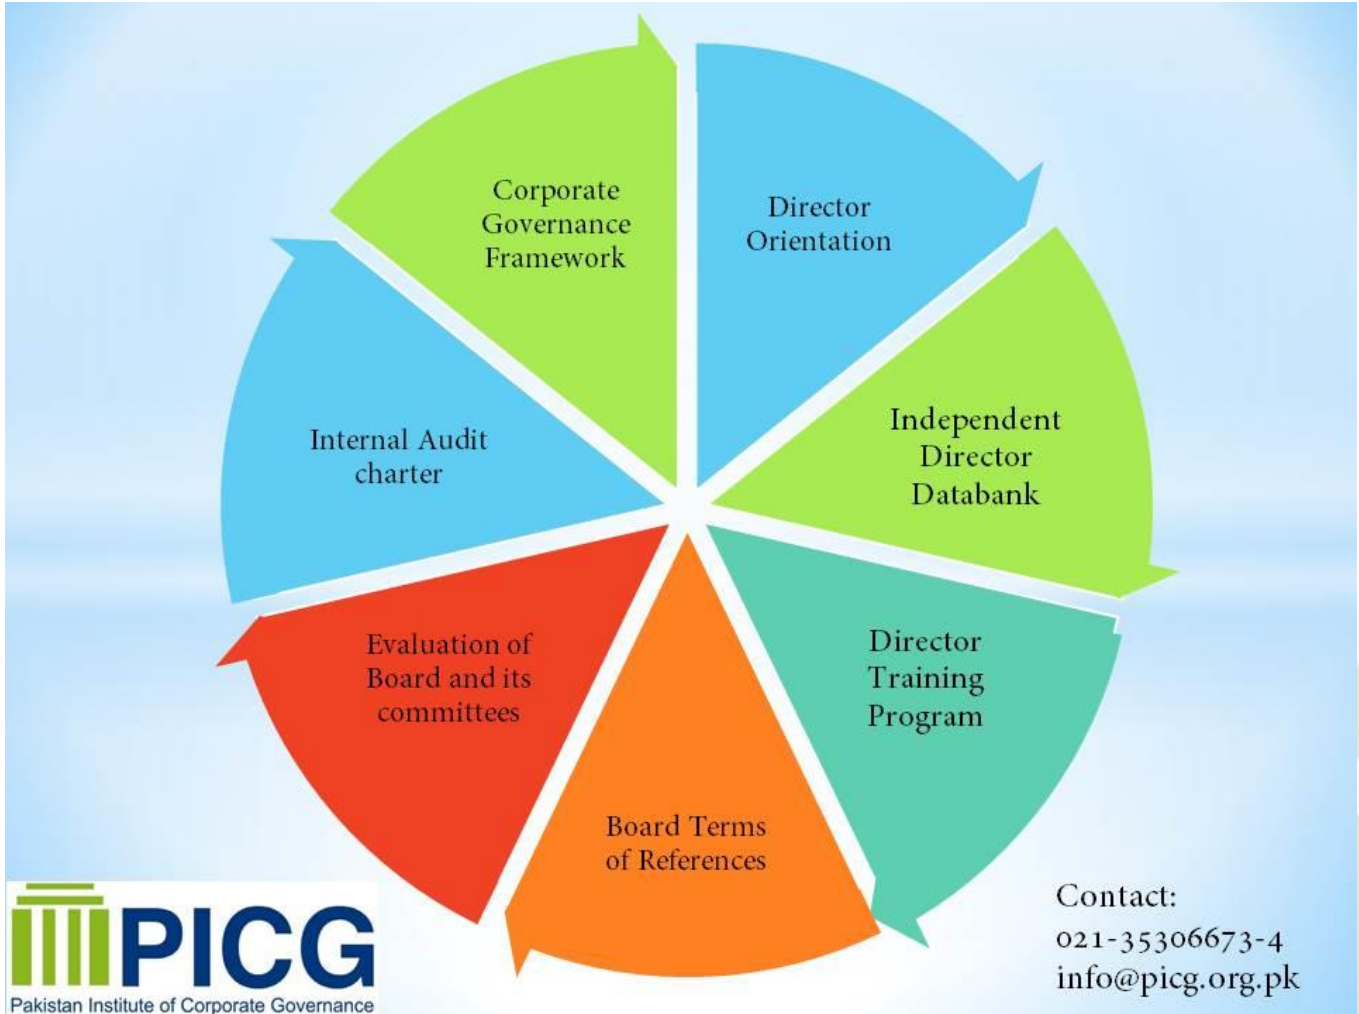 Corporate
Governance
Framework
Director
Orientation
Independent
Director
Databank
Director
Training
Program
Board Terms
of References
Evaluation of
Board and its
committees
Internal Audit
charter
PICG
Pakistan Institute of Corporate Governance
Contact:
021-35306673-4
info@picg.org.pk